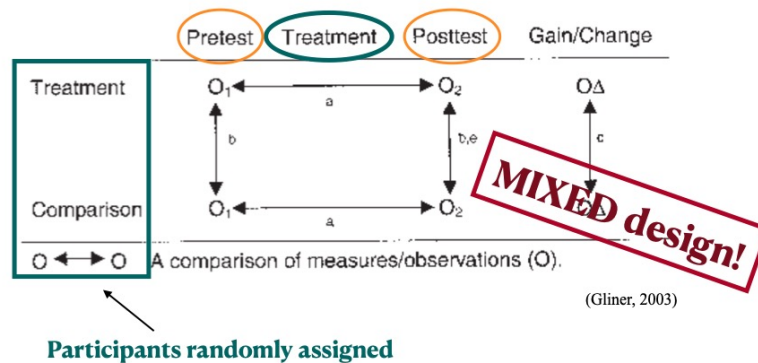 Pretest Treatment Posttest Gain/Change
Treatment O1 O2 OΔ
a
b b,e c
Comparison O1 O2 OΔ
a
MIXED design!
O O A comparison of measures/observations (O).
(Gliner, 2003)
Participants randomly assigned